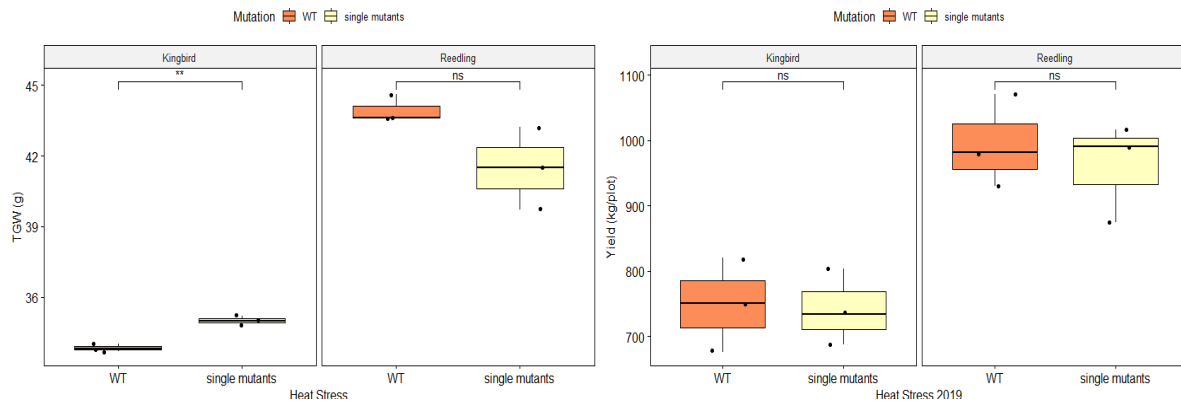 Mutation WT single mutants
Kingbird Reedling
** ns
45
42
39
36
TGW (g)
WT single mutants WT single mutants
Heat Stress
Mutation WT single mutants
Kingbird Reedling
ns ns
1100
1000
900
800
700
Yield (kg/plot)
WT single mutants WT single mutants
Heat Stress 2019